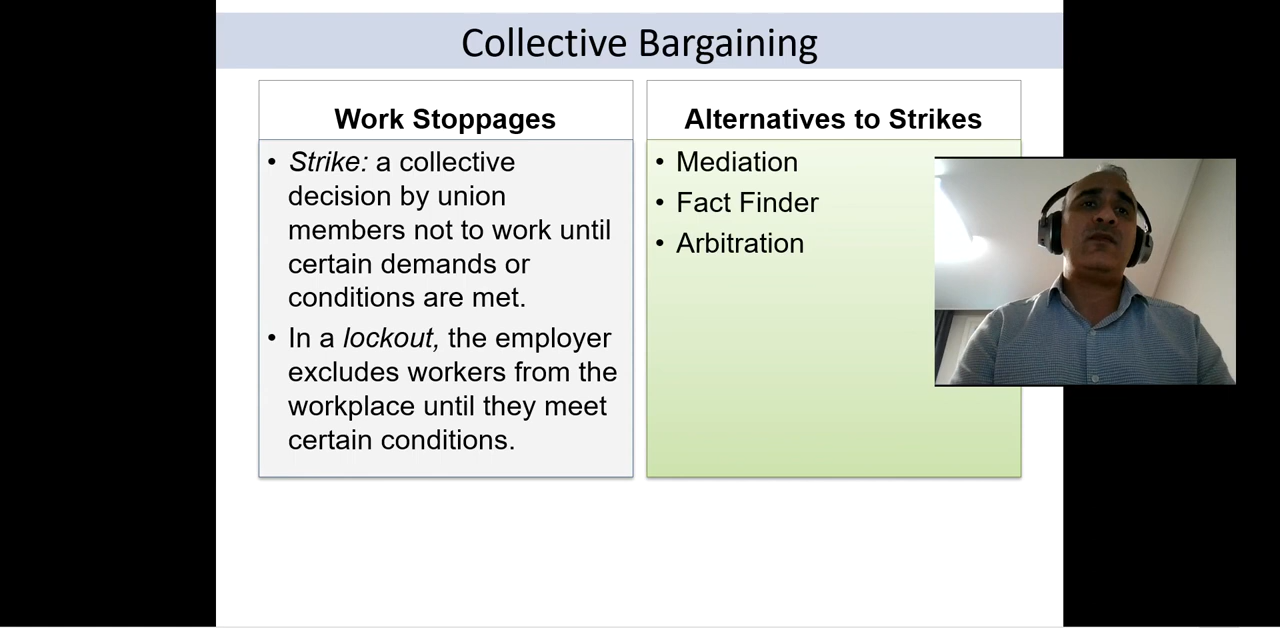 Collective Bargaining
Work Stoppages
• Strike: a collective
decision by union
members not to work until
certain demands or
conditions are met.
• In a lockout, the employer
excludes workers from the
workplace until they meet
certain conditions.
Alternatives to Strikes
• Mediation
• Fact Finder
• Arbitration